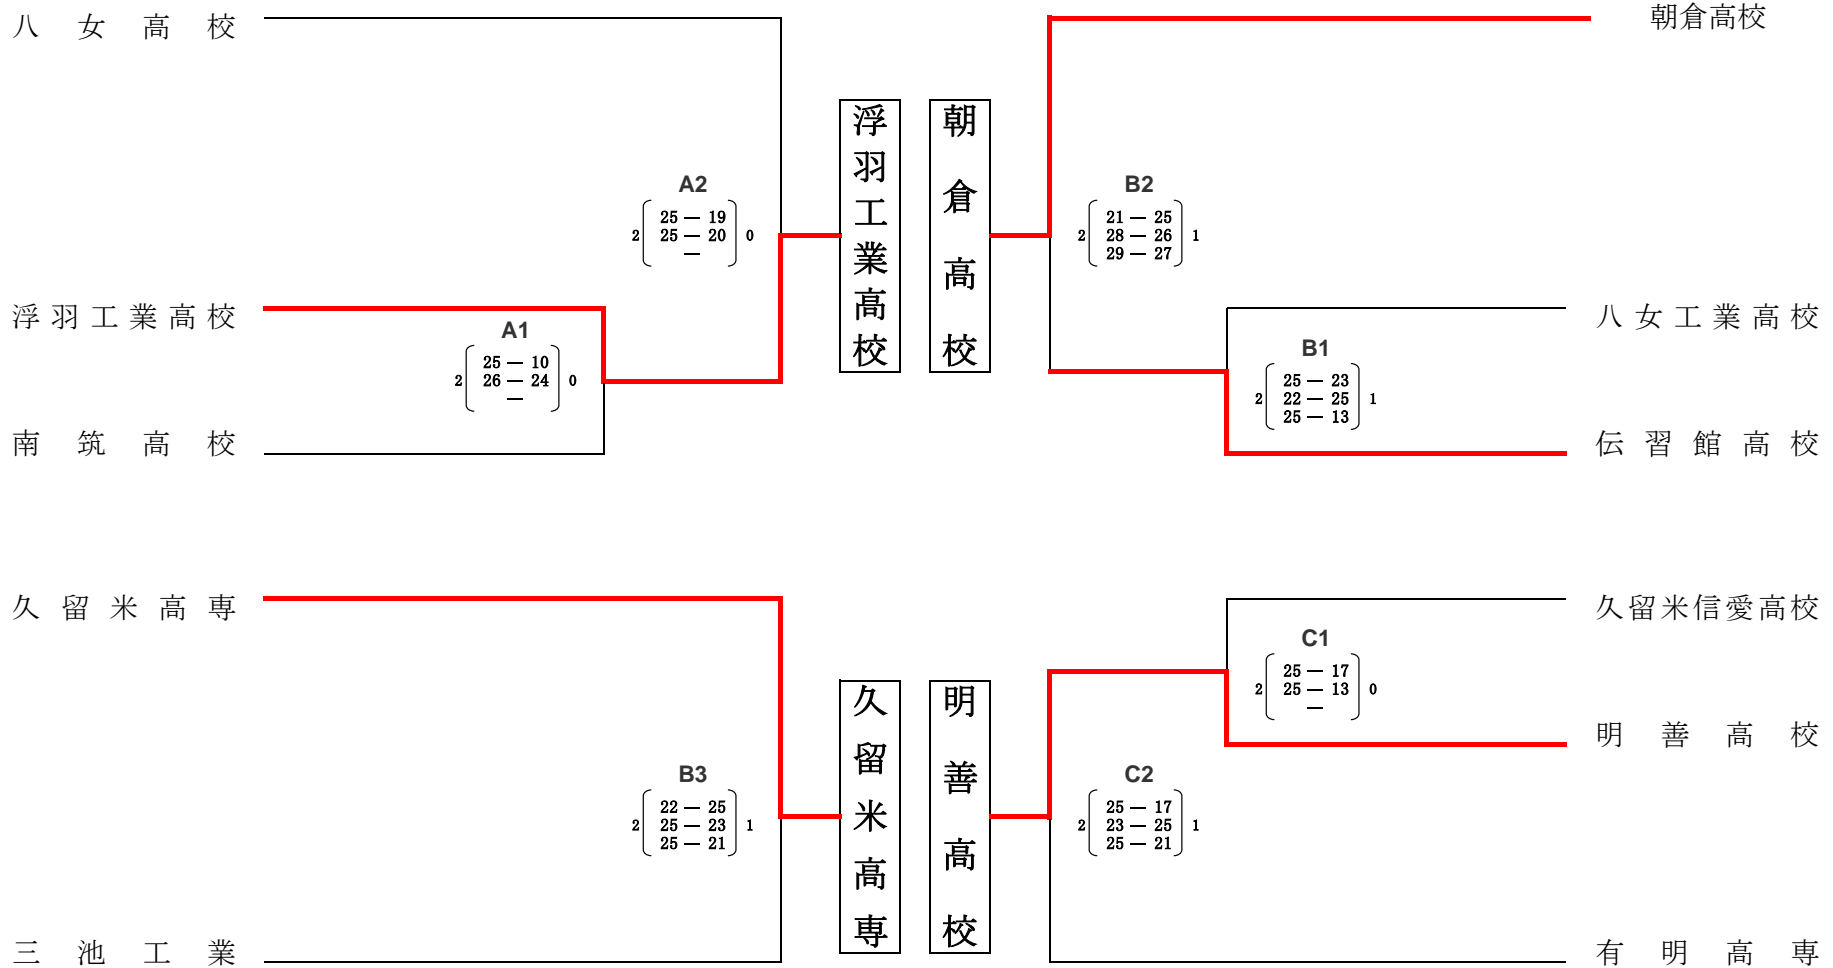 八女高校
朝倉高校
浮羽工業高校
朝倉高校
A2
25 — 19
2 25 — 20 0
—
B2
21 — 25
2 28 — 26 1
29 — 27
浮羽工業高校
八女工業高校
A1
25 — 10
2 26 — 24 0
—
B1
25 — 23
2 22 — 25 1
25 — 13
南筑高校
伝習館高校
久留米高専
久留米信愛高校
C1
25 — 17
2 25 — 13 0
—
久留米高専
明善高校
明善高校
B3
22 — 25
2 25 — 23 1
25 — 21
C2
25 — 17
2 23 — 25 1
25 — 21
三池工業
有明高専